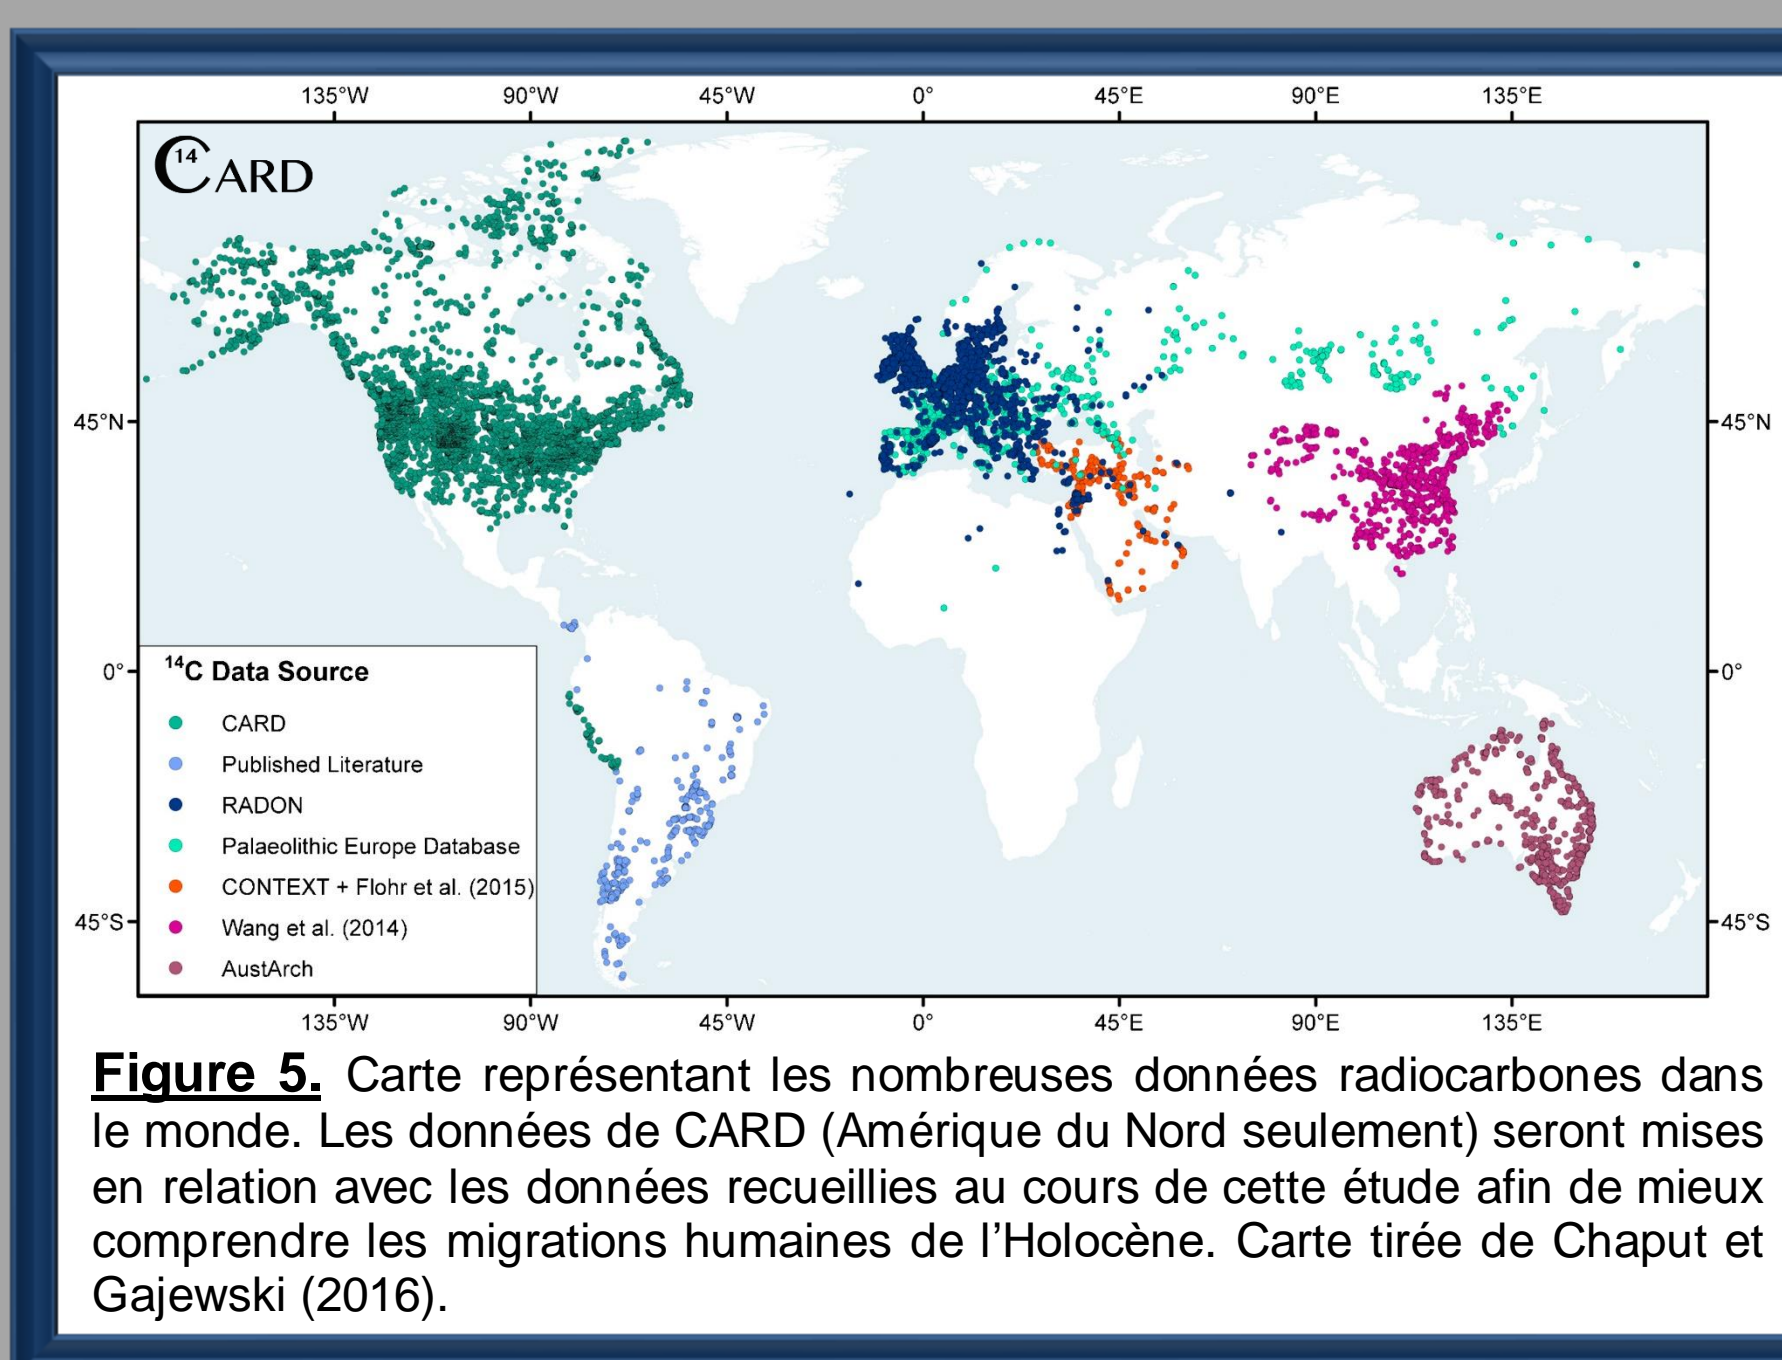 135°W 90°W 45°W 0° 45°E 90°E 135°E
14CARD
45°N 45°N
0° 0°
45°S 45°S
14C Data Source
CARD
Published Literature
RADON
Palaeolithic Europe Database
CONTEXT + Flohr et al. (2015)
Wang et al. (2014)
AustArch
135°W 90°W 45°W 0° 45°E 90°E 135°E
Figure 5. Carte représentant les nombreuses données radiocarbones dans
le monde. Les données de CARD (Amérique du Nord seulement) seront mises
en relation avec les données recueillies au cours de cette étude afin de mieux
comprendre les migrations humaines de l’Holocène. Carte tirée de Chaput et
Gajewski (2016).